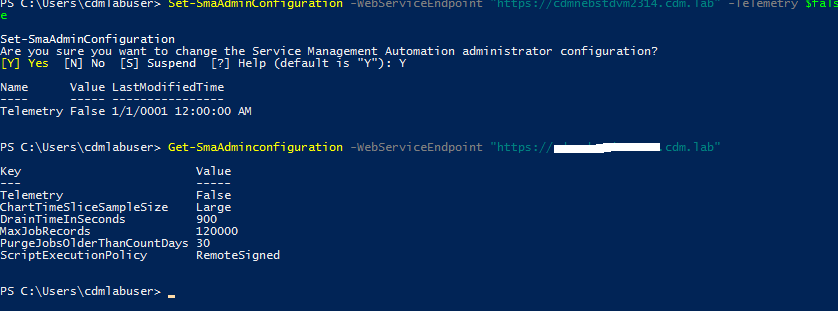 PS C:\Users\cdmlabuser> Set-SmaAdminConfiguration -WebServiceEndpoint "https://cdmnebstdvm2314.cdm.lab" -Telemetry $fals
e
Set-SmaAdminConfiguration
Are you sure you want to change the Service Management Automation administrator configuration?
[Y] Yes  [N] No  [S] Suspend  [?] Help (default is "Y"): Y
Name      Value LastModifiedTime
----      ----- ----------------
Telemetry False 1/1/0001 12:00:00 AM
PS C:\Users\cdmlabuser> Get-SmaAdminconfiguration -WebServiceEndpoint "https://          .cdm.lab"
Key                         Value
---                         -----
Telemetry                   False
ChartTimeSliceSampleSize    Large
DrainTimeInSeconds          900
MaxJobRecords               120000
PurgeJobsOlderThanCountDays 30
ScriptExecutionPolicy       RemoteSigned
PS C:\Users\cdmlabuser> _